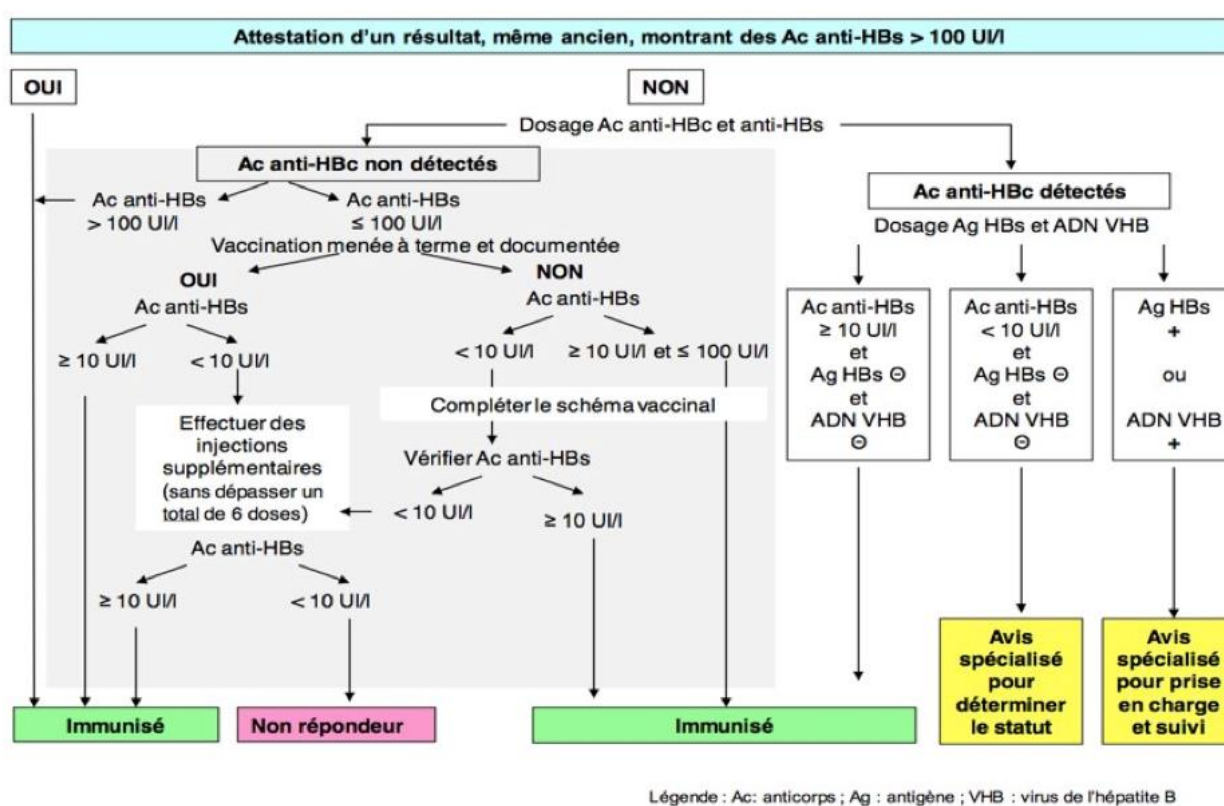 Attestation d'un résultat, même ancien, montrant des Ac anti-HBs > 100 UI/l
OUI
NON
Dosage Ac anti-HBc et anti-HBs
Ac anti-HBc non détectés
Ac anti-HBs
> 100 UI/l
Ac anti-HBs
≤ 100 UI/l
Vaccination menée à terme et documentée
OUI
Ac anti-HBs
≥ 10 UI/l
< 10 UI/l
NON
Ac anti-HBs
< 10 UI/l
≥ 10 UI/l et ≤ 100 UI/l
Effectuer des
injections
supplémentaires
(sans dépasser un
total de 6 doses)
Compléter le schéma vaccinal
Vérifier Ac anti-HBs
< 10 UI/l
≥ 10 UI/l
Ac anti-HBs
≥ 10 UI/l
< 10 UI/l
Ac anti-HBc détectés
Dosage Ag HBs et ADN VHB
Ac anti-HBs
≥ 10 UI/l
et
Ag HBs ⊖
et
ADN VHB
⊖
Ac anti-HBs
< 10 UI/l
et
Ag HBs ⊖
et
ADN VHB
⊖
Ag HBs
+
ou
ADN VHB
+
Immunisé
Non répondeur
Immunisé
Avis
spécialisé
pour
déterminer
le statut
Avis
spécialisé
pour prise
en charge
et suivi
Légende : Ac: anticorps ; Ag : antigène ; VHB : virus de l'hépatite B